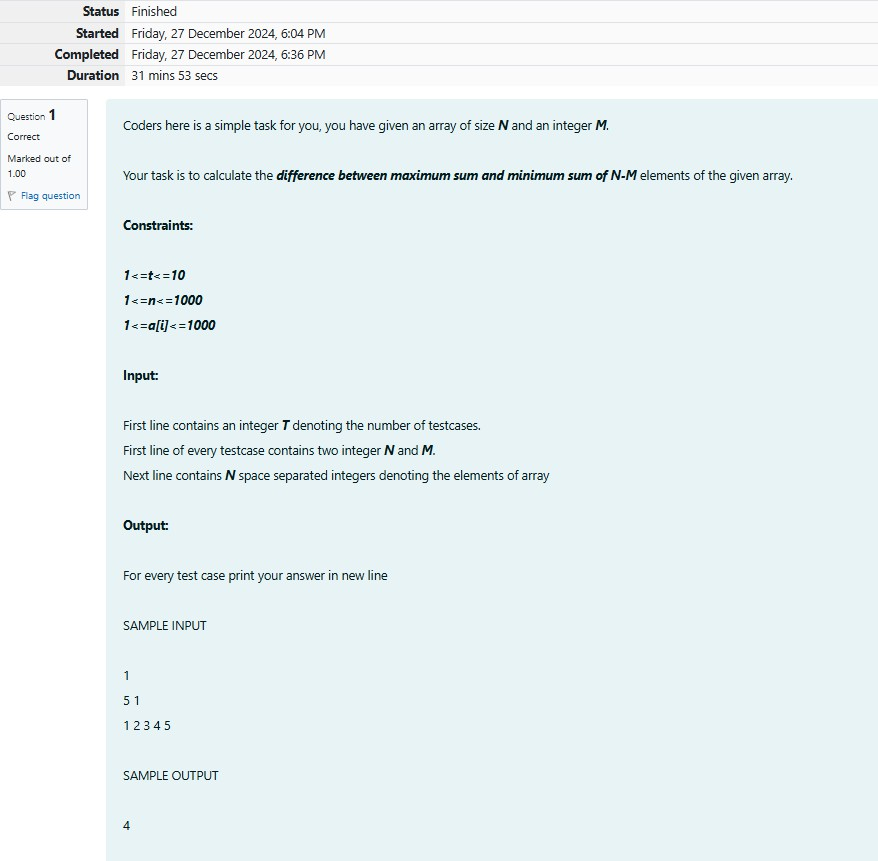 Status Finished
Started Friday, 27 December 2024, 6:04 PM
Completed Friday, 27 December 2024, 6:36 PM
Duration 31 mins 53 secs
Question 1
Correct
Marked out of
1.00
Flag question
Coders here is a simple task for you, you have given an array of size N and an integer M.
Your task is to calculate the difference between maximum sum and minimum sum of N-M elements of the given array.
Constraints:
1<=t<=10
1<=n<=1000
1<=a[i]<=1000
Input:
First line contains an integer T denoting the number of testcases.
First line of every testcase contains two integer N and M.
Next line contains N space separated integers denoting the elements of array
Output:
For every test case print your answer in new line
SAMPLE INPUT
1
5 1
1 2 3 4 5
SAMPLE OUTPUT
4